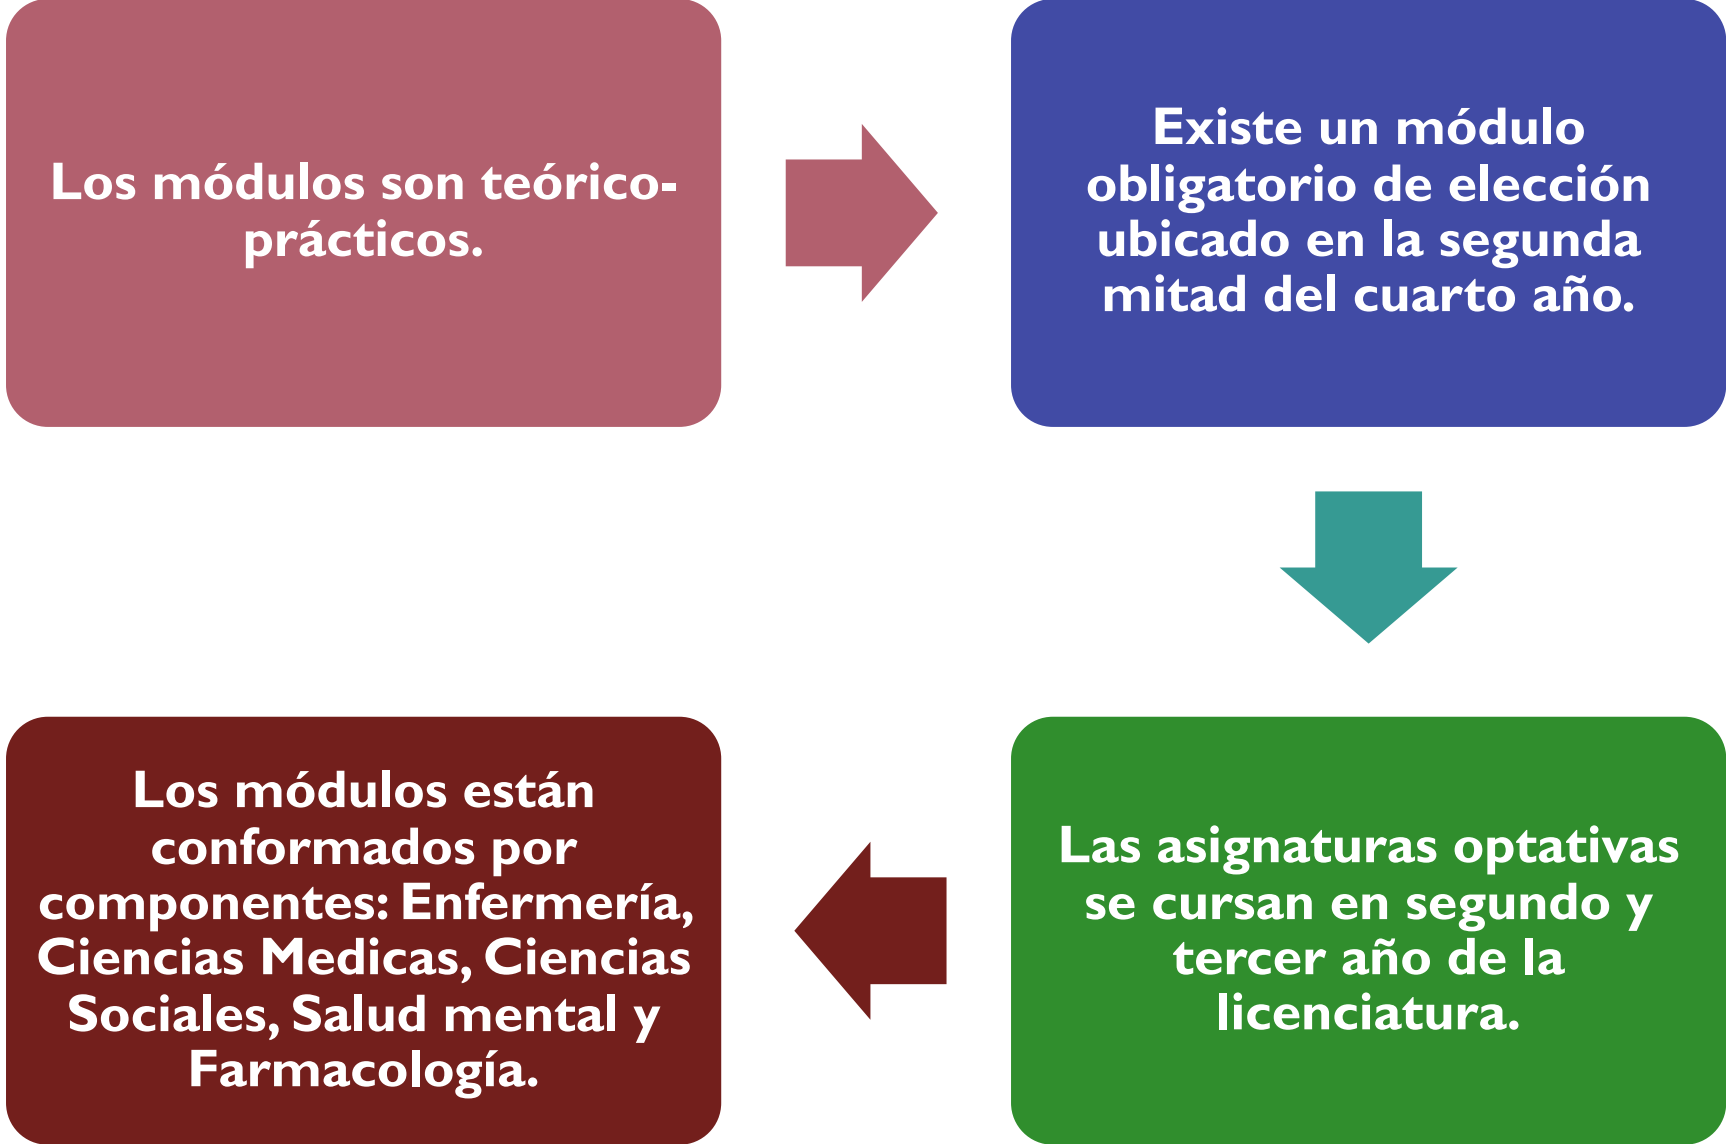 Los módulos son teórico-
prácticos.
Existe un módulo
obligatorio de elección
ubicado en la segunda
mitad del cuarto año.
Las asignaturas optativas
se cursan en segundo y
tercer año de la
licenciatura.
Los módulos están
conformados por
componentes: Enfermería,
Ciencias Medicas, Ciencias
Sociales, Salud mental y
Farmacología.